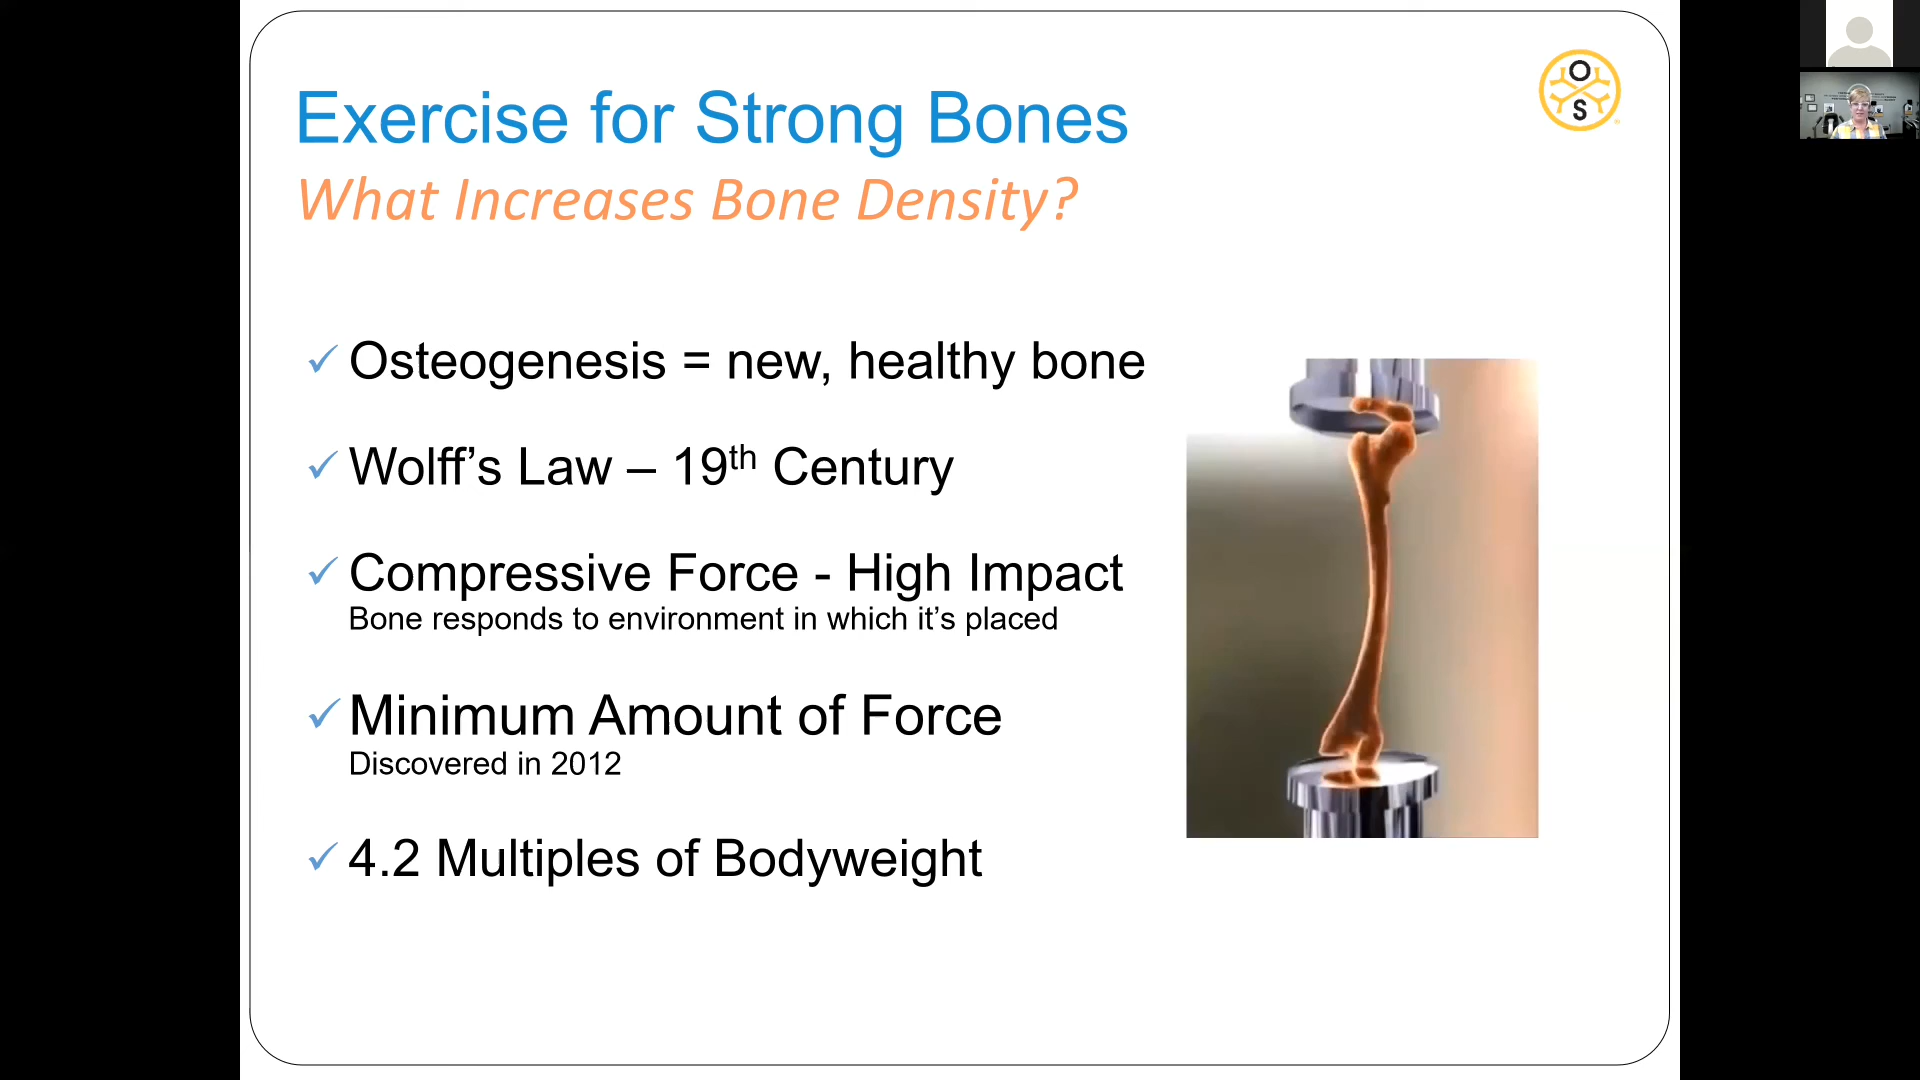 Exercise for Strong Bones
What Increases Bone Density?
O
S
✓ Osteogenesis = new, healthy bone
✓ Wolff’s Law – 19th Century
✓ Compressive Force - High Impact
Bone responds to environment in which it’s placed
✓ Minimum Amount of Force
Discovered in 2012
✓ 4.2 Multiples of Bodyweight